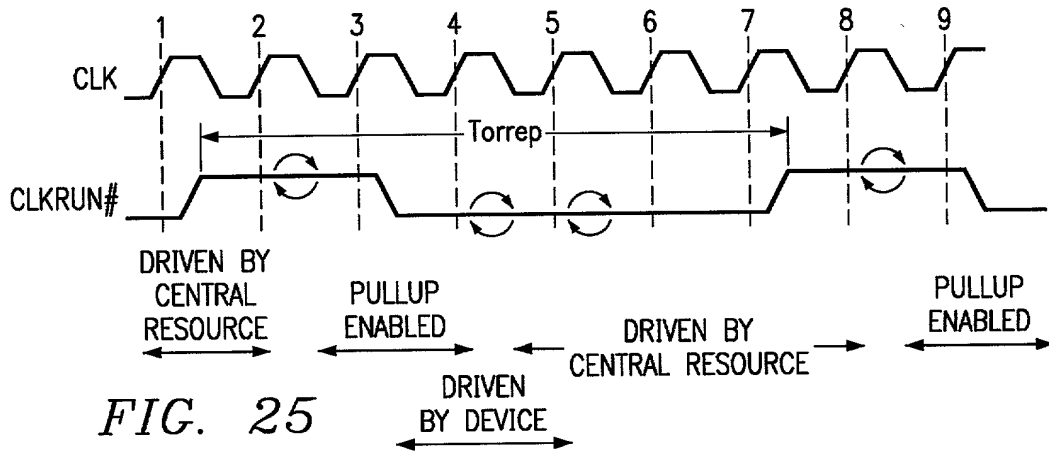 1 2 3 4 5 6 7 8 9
CLK
Torrep
CLKRUN#
DRIVEN BY
CENTRAL
RESOURCE
PULLUP
ENABLED
DRIVEN
BY DEVICE
DRIVEN BY
CENTRAL RESOURCE
PULLUP
ENABLED
FIG. 25